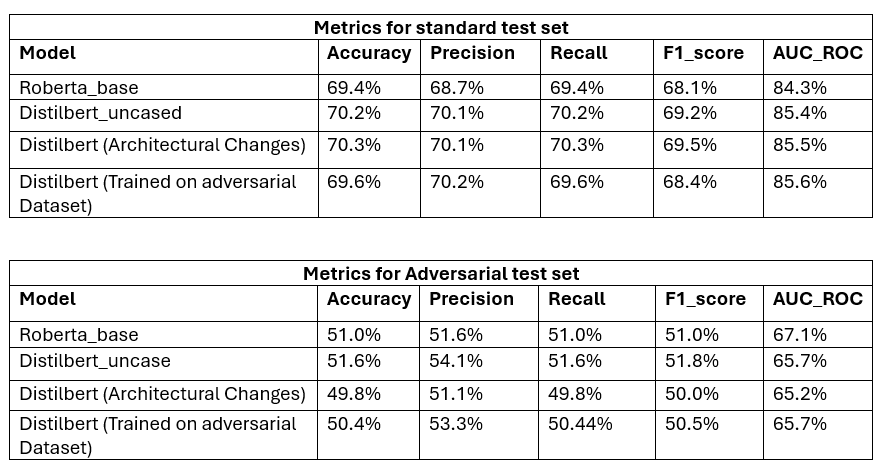 Metrics for standard test set
Model Accuracy Precision Recall F1_score AUC_ROC
Roberta_base 69.4% 68.7% 69.4% 68.1% 84.3%
Distilbert_uncased 70.2% 70.1% 70.2% 69.2% 85.4%
Distilbert (Architectural Changes) 70.3% 70.1% 70.3% 69.5% 85.5%
Distilbert (Trained on adversarial 69.6% 70.2% 69.6% 68.4% 85.6%
Dataset)
Metrics for Adversarial test set
Model Accuracy Precision Recall F1_score AUC_ROC
Roberta_base 51.0% 51.6% 51.0% 51.0% 67.1%
Distilbert_uncase 51.6% 54.1% 51.6% 51.8% 65.7%
Distilbert (Architectural Changes) 49.8% 51.1% 49.8% 50.0% 65.2%
Distilbert (Trained on adversarial 50.4% 53.3% 50.44% 50.5% 65.7%
Dataset)